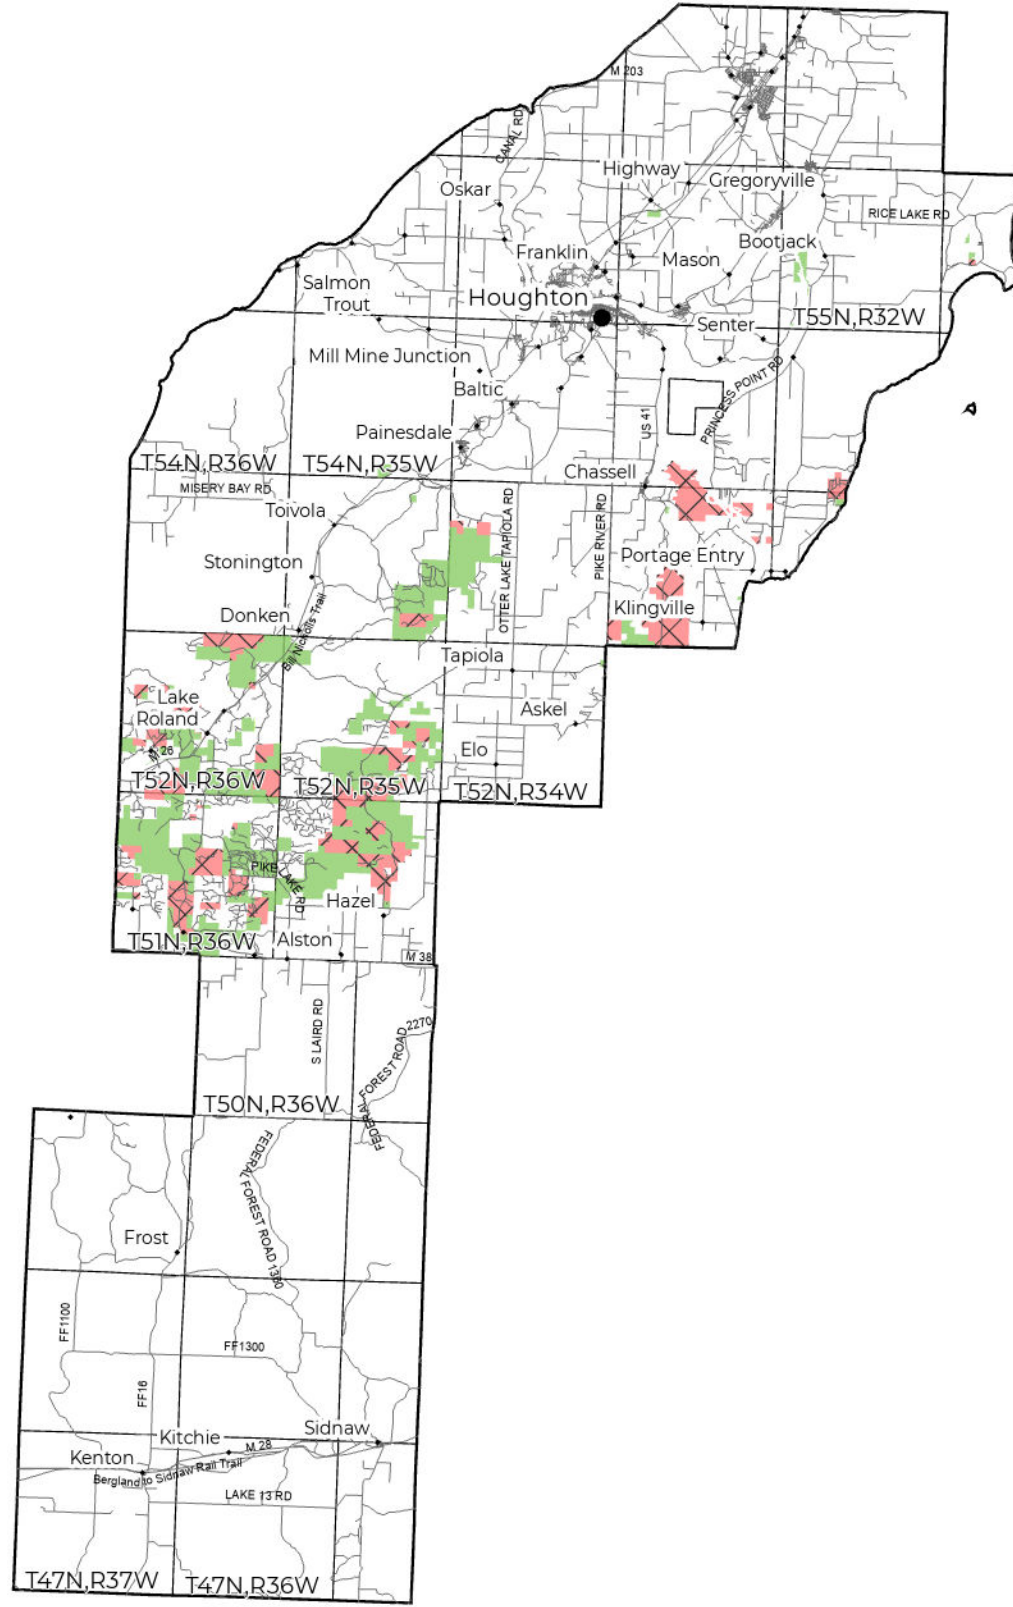 M 203
CANAL RD
Highway
Gregoryville
Oskar
RICE LAKE RD
Bootjack
Franklin
Mason
Salmon
Trout
Houghton
T55N,R32W
Senter
Mill Mine Junction
PRINCESS POINT RD
Baltic
US 41
Painesdale
T54N,R36W
T54N,R35W
Chassell
MISERY BAY RD
Toivola
OTTER LAKE TAPIOLA RD
PIKE RIVER RD
Portage Entry
Stonington
Klingville
Donken
Bill Nicholls Trail
Tapiola
Lake
Roland
Askel
M 26
Elo
T52N,R36W
T52N,R35W
T52N,R34W
PIKE LAKE RD
Hazel
T51N,R36W
Alston
M 38
S LAIRD RD
FEDERAL FOREST ROAD 2270
T50N,R36W
FEDERAL FOREST ROAD 1360
Frost
FF1100
FF1300
FF16
Sidnaw
Kitchie
M 28
Kenton
Bergland to Sidnaw Rail Trail
LAKE 13 RD
T47N,R37W
T47N,R36W